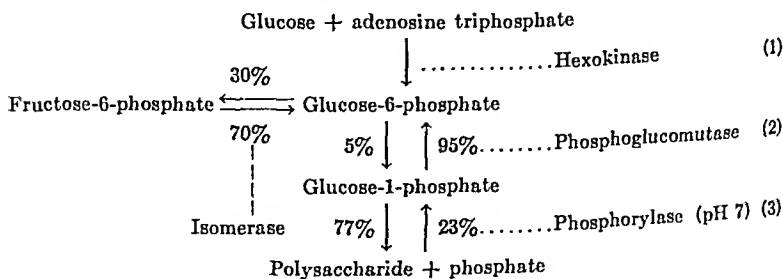 Glucose + adenosine triphosphate
..............Hexokinase (1)
30%
Fructose-6-phosphate Glucose-6-phosphate
70% 5% 95%........Phosphoglucomutase (2)
Glucose-1-phosphate
Isomerase 77% 23%........Phosphorylase (pH 7) (3)
Polysaccharide + phosphate